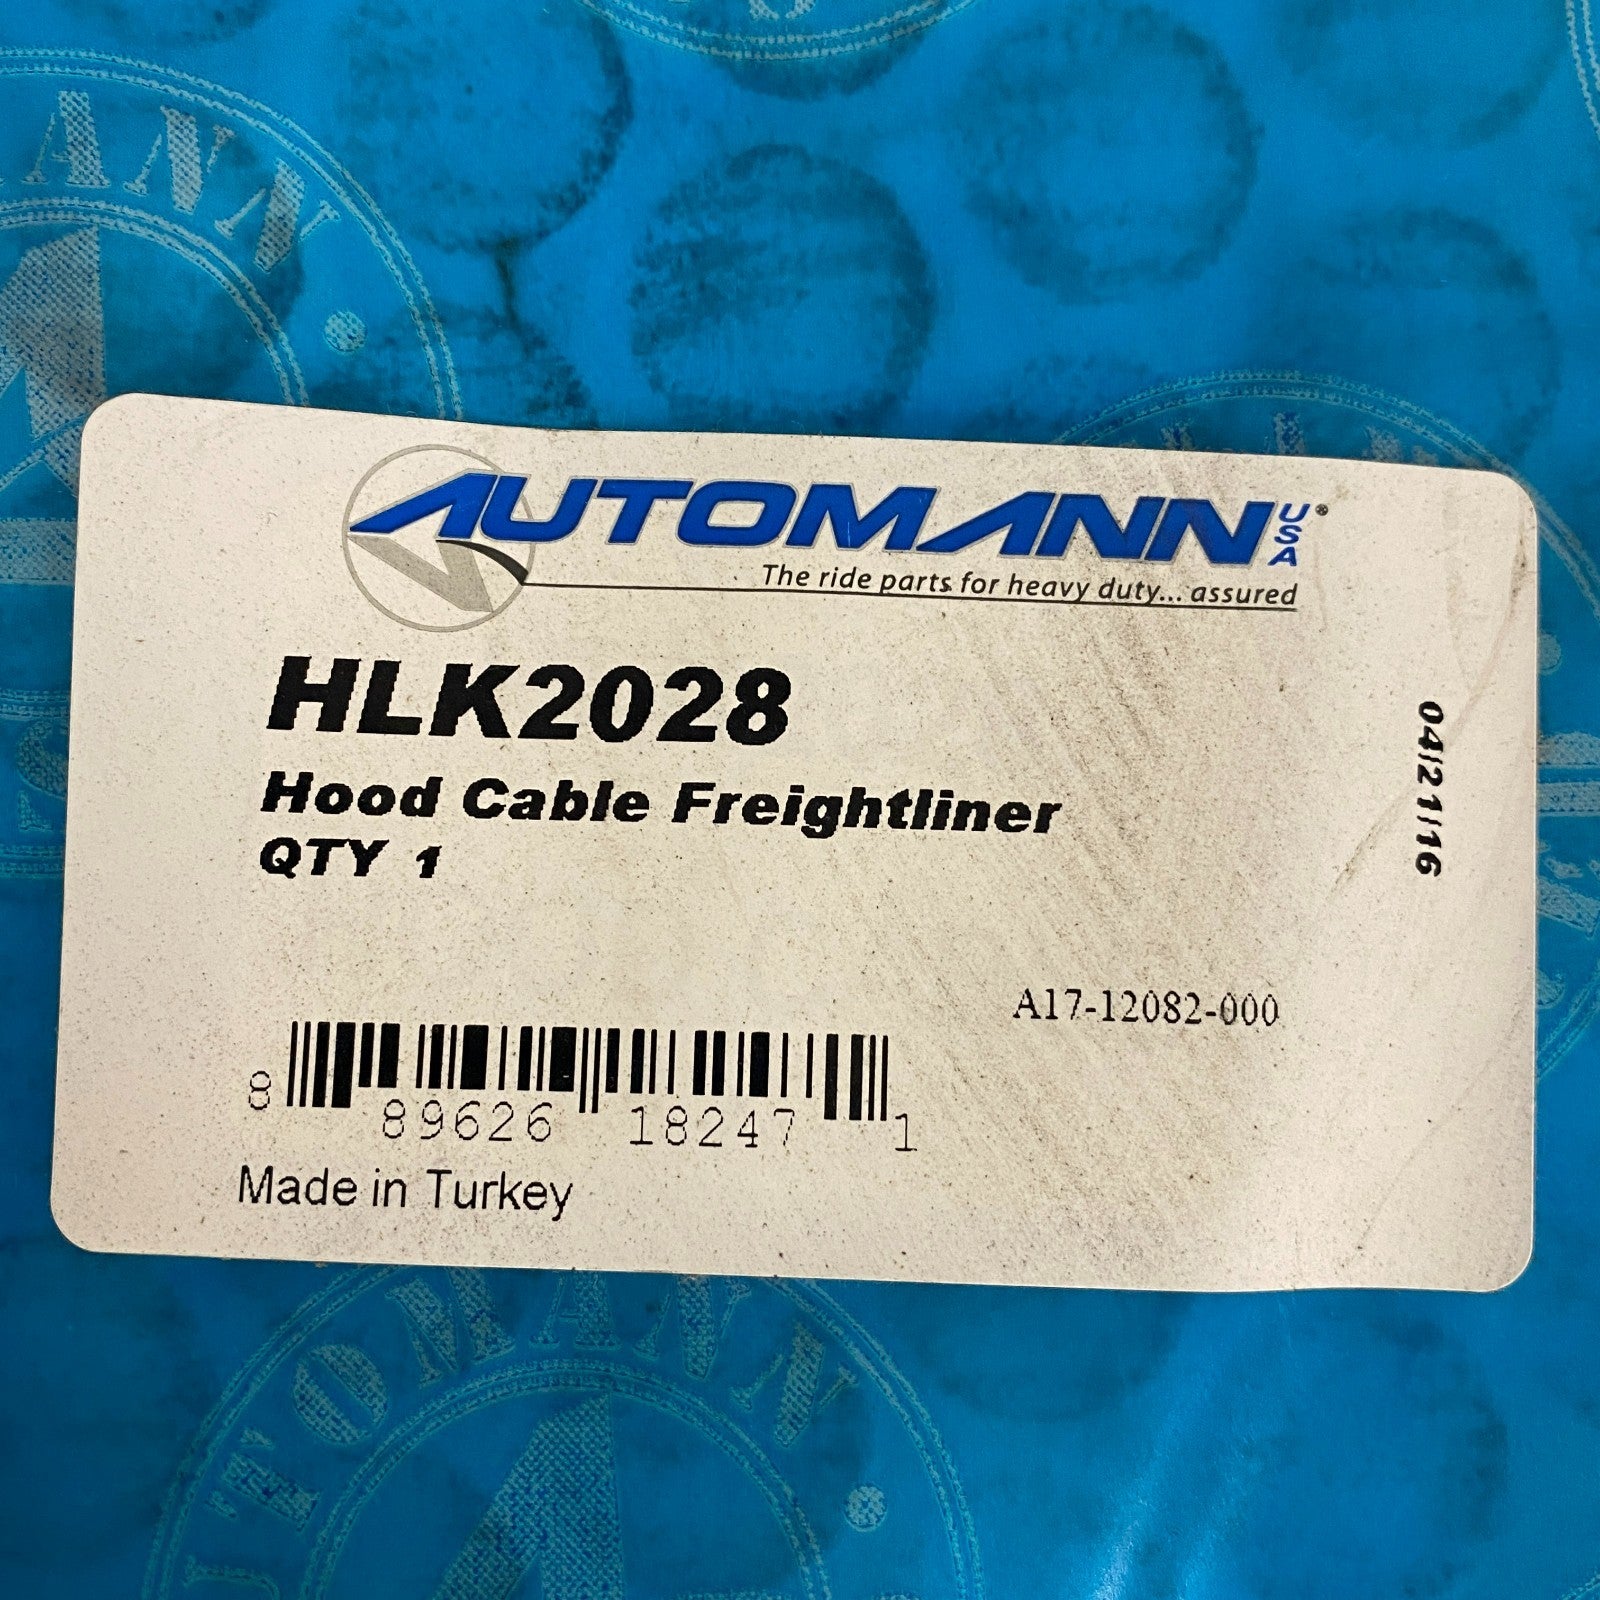 AUTOMANN USA
The ride parts for heavy duty... assured
HLK2028
Hood Cable Freightliner
QTY 1
04/21/16
A17-12082-000
8 89626 18247 1
Made in Turkey
UTOMANN